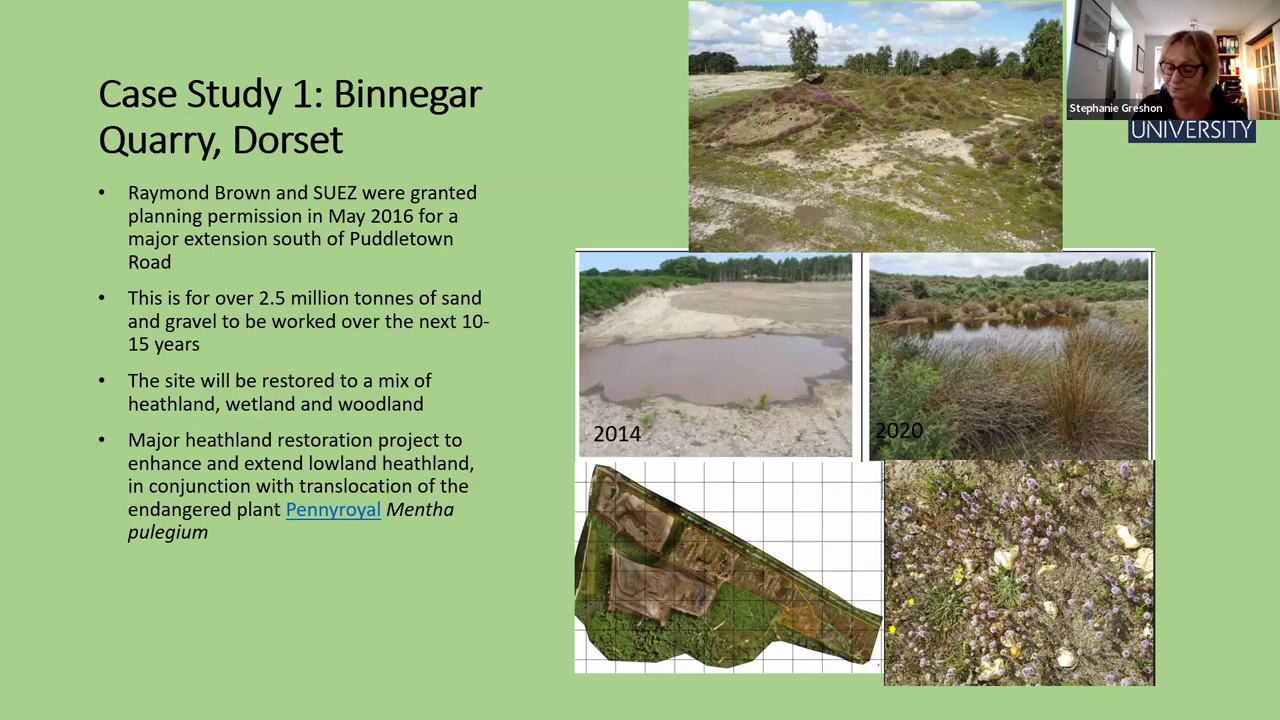 Case Study 1: Binnegar
Quarry, Dorset
• Raymond Brown and SUEZ were granted
planning permission in May 2016 for a
major extension south of Puddletown
Road
• This is for over 2.5 million tonnes of sand
and gravel to be worked over the next 10-
15 years
• The site will be restored to a mix of
heathland, wetland and woodland
• Major heathland restoration project to
enhance and extend lowland heathland,
in conjunction with translocation of the
endangered plant Pennyroyal Mentha
pulegium
2014
2020
Stephanie Greshon
UNIVERSITY